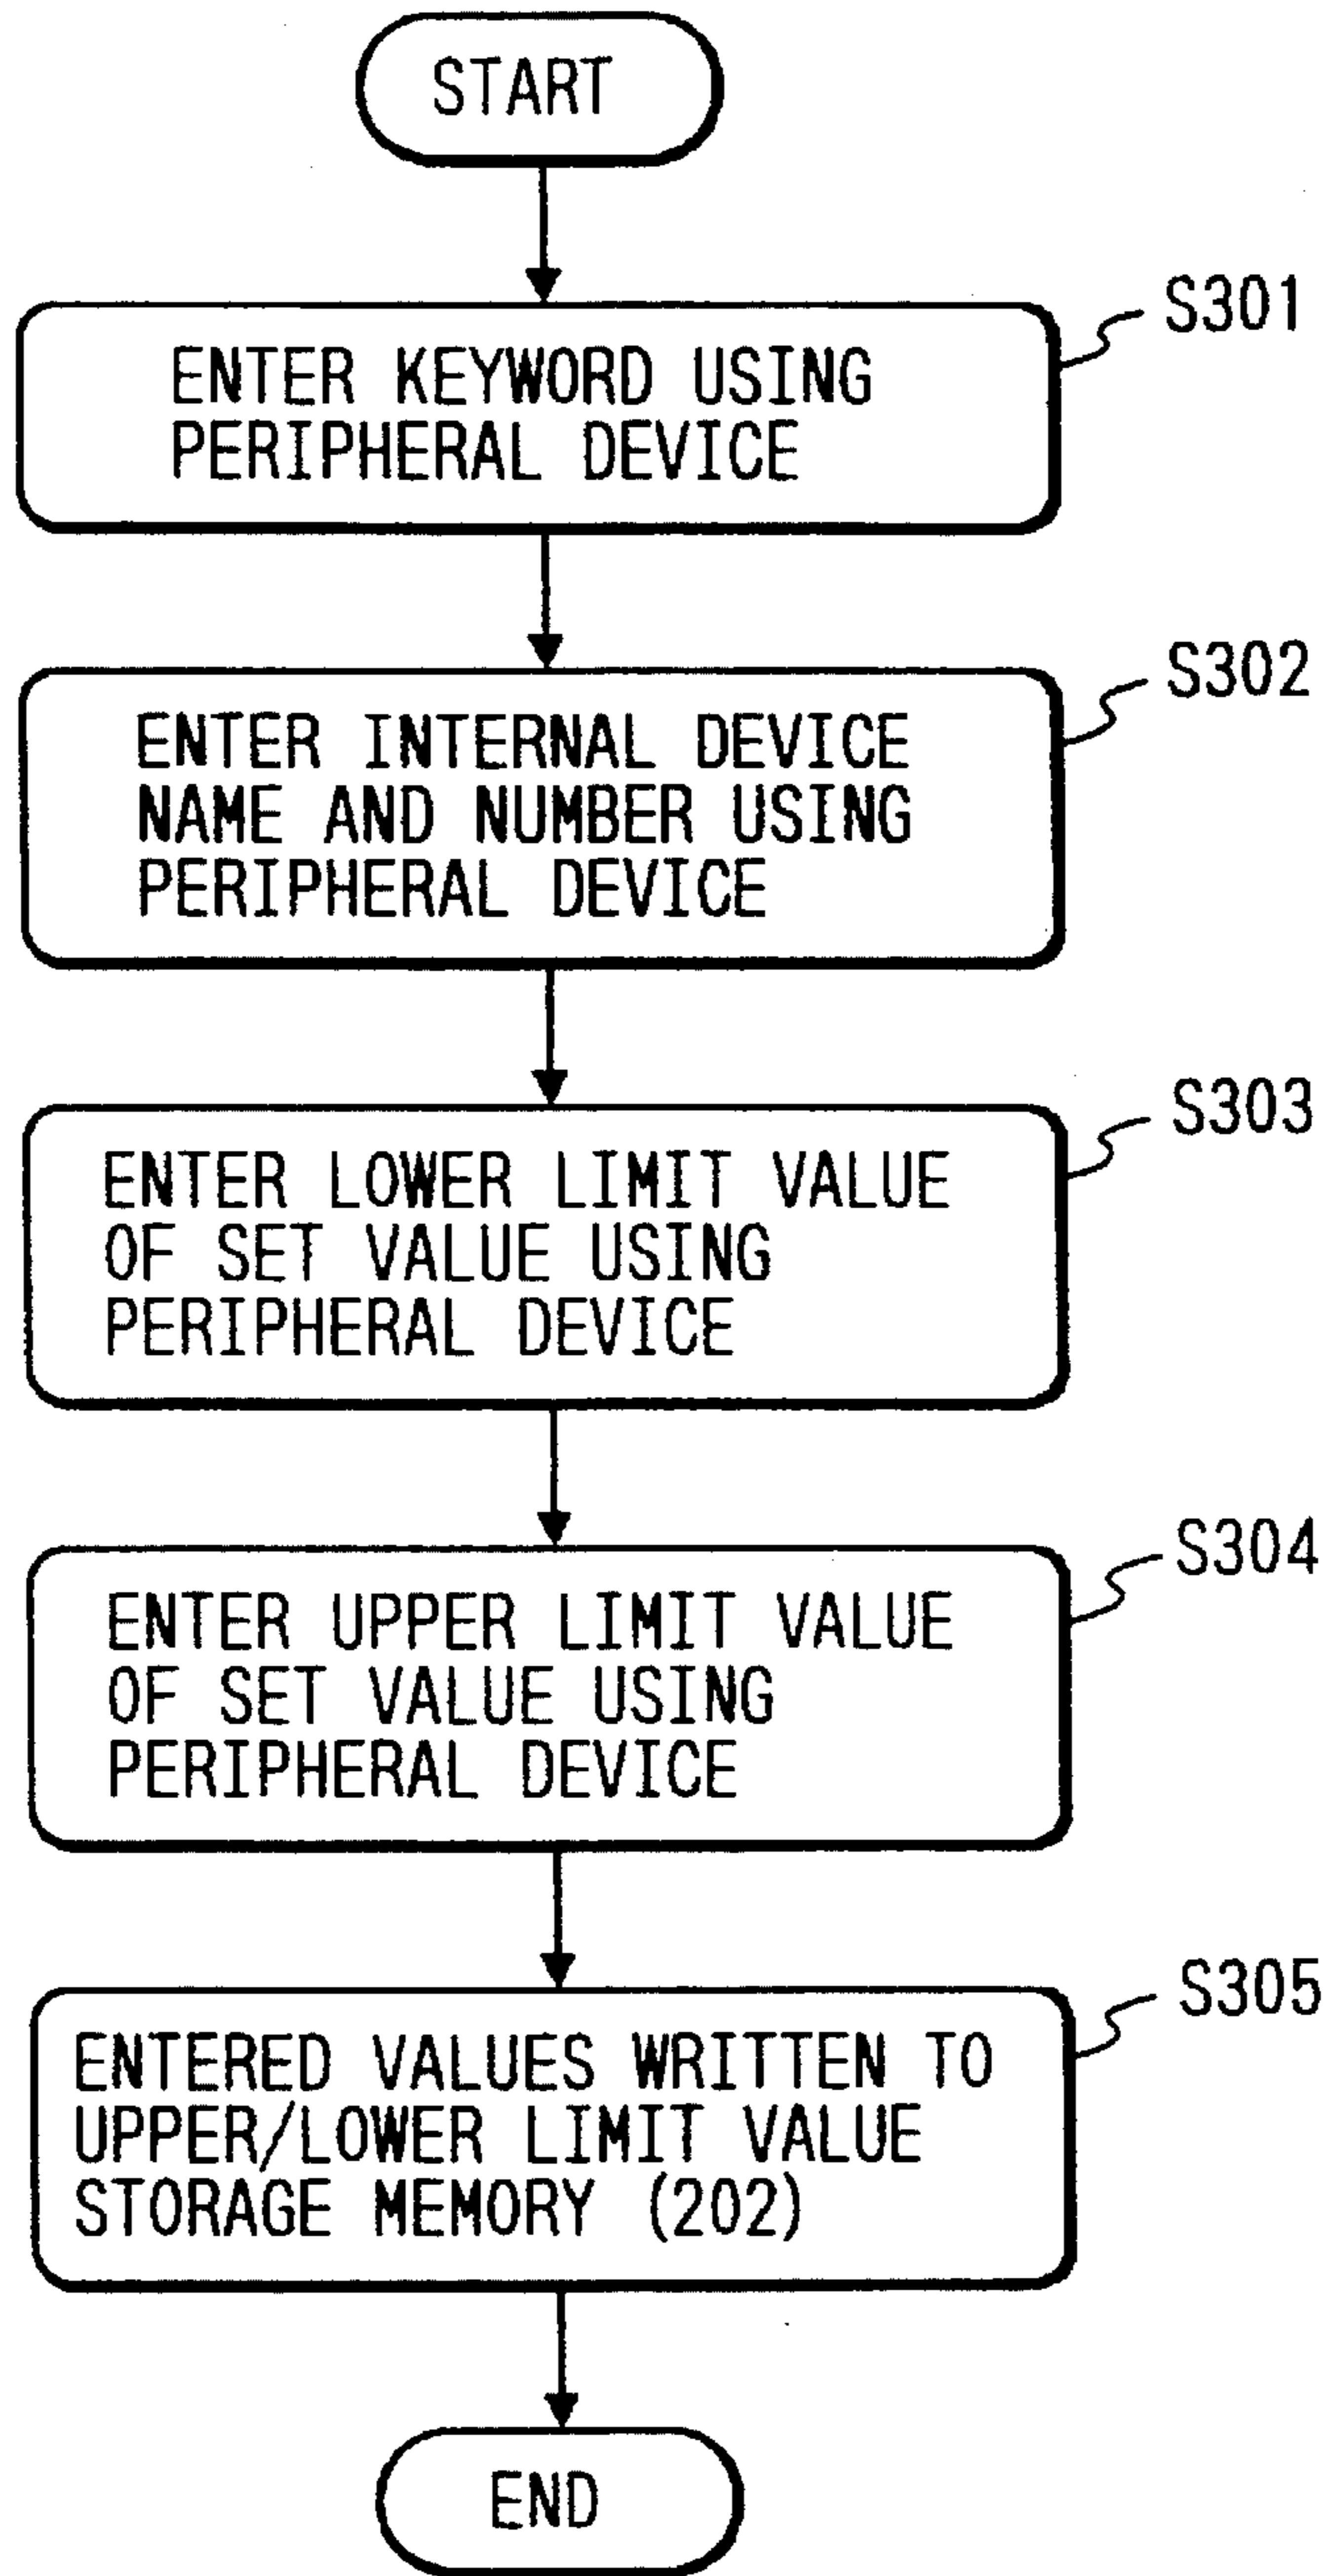 START
S301
ENTER KEYWORD USING
PERIPHERAL DEVICE
S302
ENTER INTERNAL DEVICE
NAME AND NUMBER USING
PERIPHERAL DEVICE
S303
ENTER LOWER LIMIT VALUE
OF SET VALUE USING
PERIPHERAL DEVICE
S304
ENTER UPPER LIMIT VALUE
OF SET VALUE USING
PERIPHERAL DEVICE
S305
ENTERED VALUES WRITTEN TO
UPPER/LOWER LIMIT VALUE
STORAGE MEMORY (202)
END